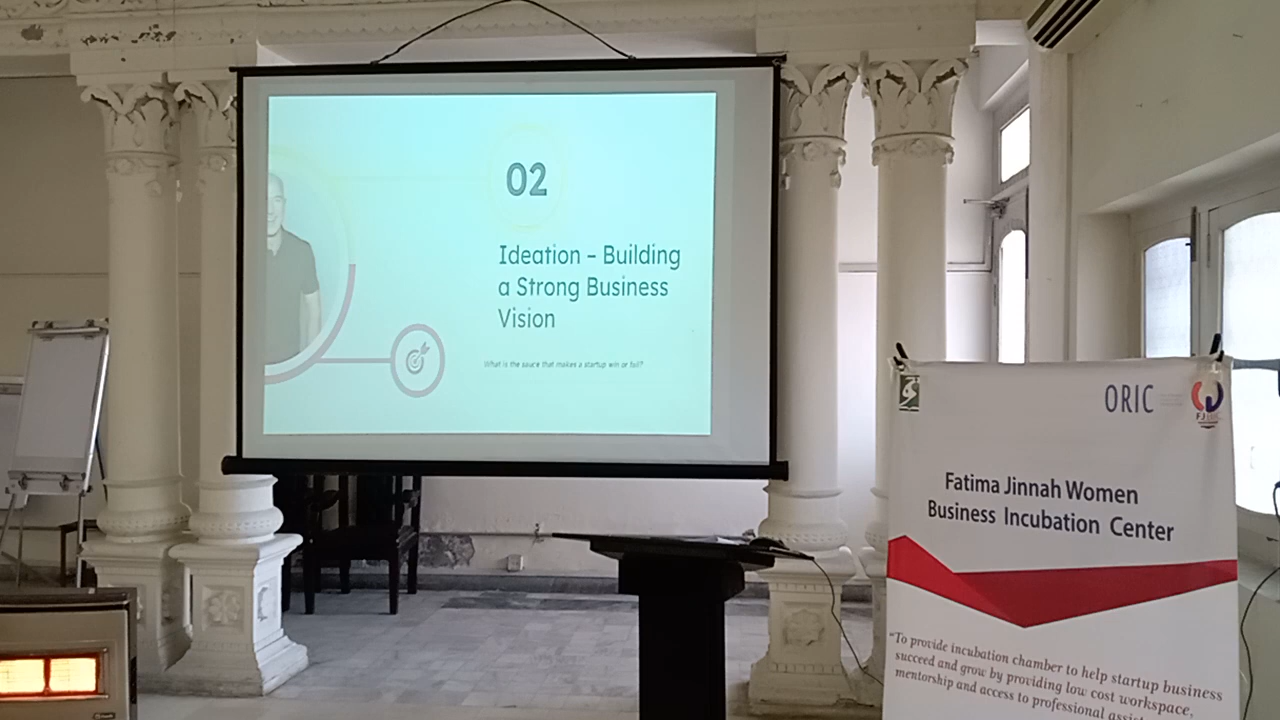 02
Ideation – Building
a Strong Business
Vision
What is the sauce that makes a startup win or fail?
ORIC
Fatima Jinnah Women
Business Incubation Center
"To provide incubation chamber to help startup business
succeed and grow by providing low cost workspace,
mentorship and access to professional